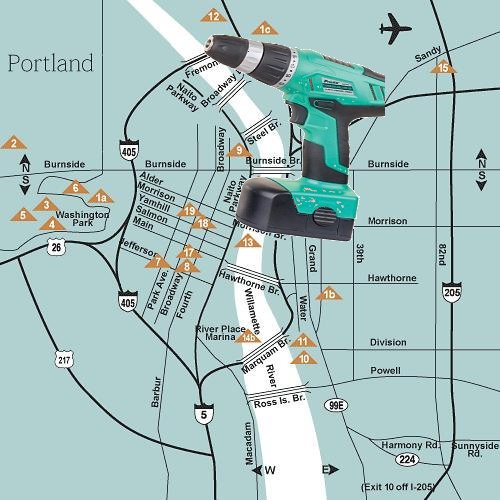 12
1c
Portland
Sandy
15
Fremon
Naito
Parkway
Broadway
Steel Br.
405
2
Broadway
9
N
S
Burnside
Burnside
Burnside Br.
Burnside
N
S
Alder
Morrison
Yamhill
Salmon
Main
Naito
Parkway
6
1a
3
5
4
Washington
Park
19
18
Morrison Br.
Morrison
13
26
Jefferson
7
17
8
Grand
39th
82nd
Hawthorne Br.
Hawthorne
405
Park Ave.
Broadway
Fourth
Willamette
River
Water
1b
205
River Place
Marina
14b
11
10
Marquam Br.
Division
217
Powell
Barbur
5
Ross Is. Br.
99E
Macadam
Harmony Rd.
Sunnyside
Rd.
224
W
E
(Exit 10 off I-205)